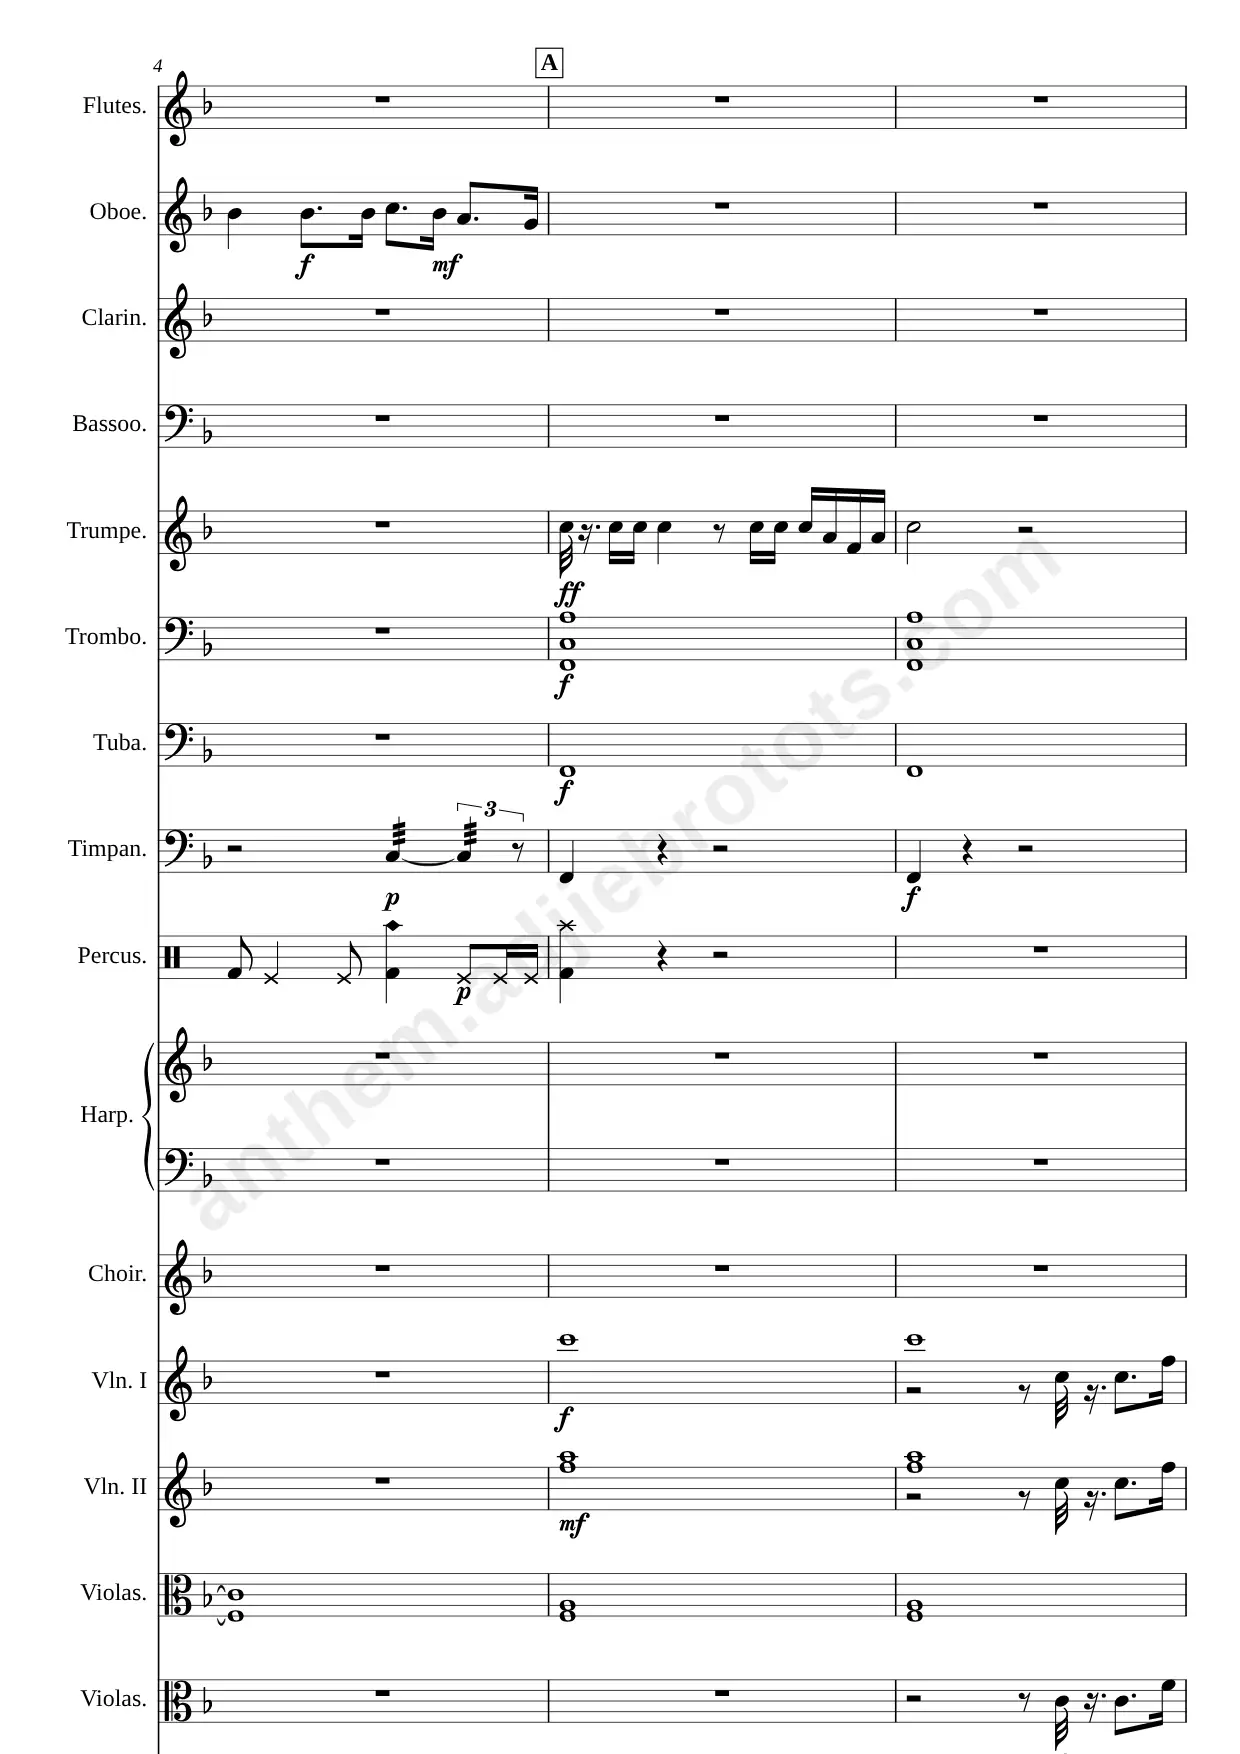 4
A
Flutes.
Oboe.
f
mf
Clarin.
Bassoo.
Trumpe.
ff
Trombo.
f
Tuba.
f
3
Timpan.
p
f
Percus.
p
Harp.
Choir.
Vln. I
f
Vln. II
mf
Violas.
Violas.
anthem.adjiebrotots.com